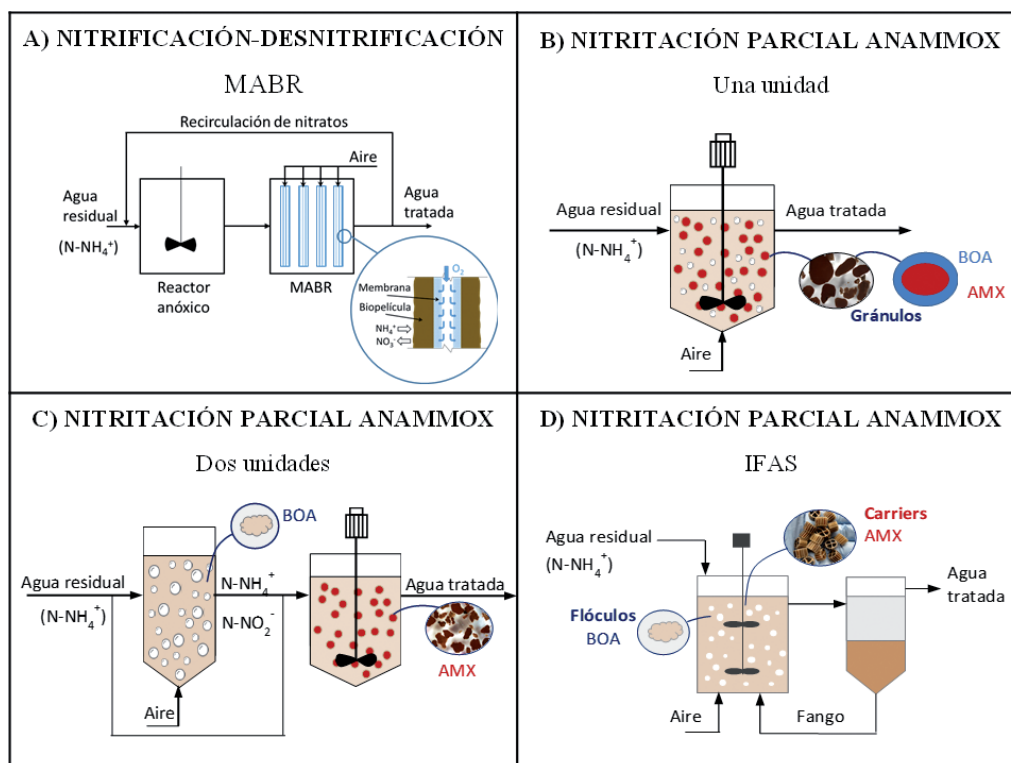 A) NITRIFICACIÓN-DESNITRIFICACIÓN
MABR
Recirculación de nitratos
Aire
Agua
residual
(N-NH₄⁺)
Agua
tratada
Reactor
anóxico
MABR
O₂
Membrana
Biopelícula
NH₄⁺
NO₃⁻
B) NITRITACIÓN PARCIAL ANAMMOX
Una unidad
Agua residual
(N-NH₄⁺)
Agua tratada
BOA
AMX
Gránulos
Aire
C) NITRITACIÓN PARCIAL ANAMMOX
Dos unidades
BOA
Agua residual
(N-NH₄⁺)
N-NH₄⁺
N-NO₂⁻
Agua tratada
AMX
Aire
D) NITRITACIÓN PARCIAL ANAMMOX
IFAS
Carriers
AMX
Agua residual
(N-NH₄⁺)
Agua
tratada
Flóculos
BOA
Aire
Fango